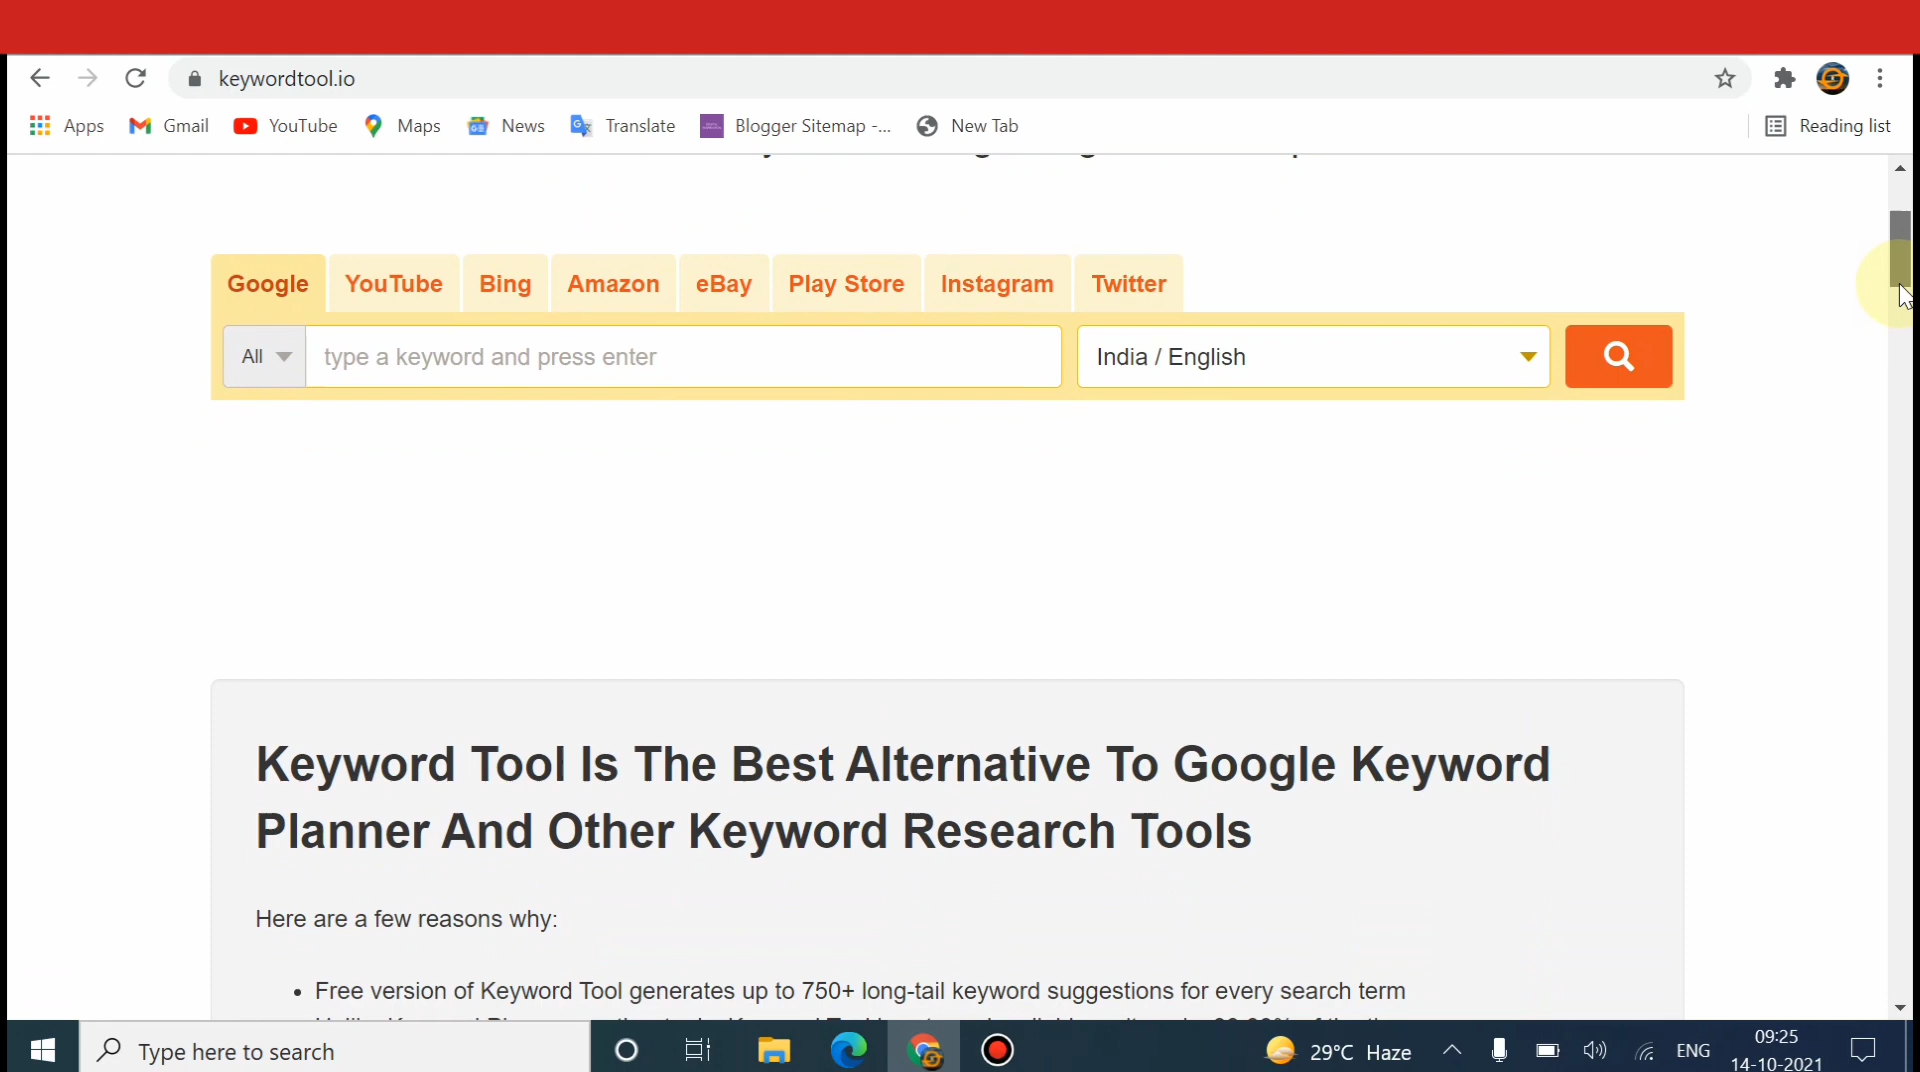 keywordtool.io
Apps Gmail YouTube Maps News Translate Blogger Sitemap -... New Tab Reading list
Google YouTube Bing Amazon eBay Play Store Instagram Twitter
All type a keyword and press enter India / English
Keyword Tool Is The Best Alternative To Google Keyword
Planner And Other Keyword Research Tools
Here are a few reasons why:
• Free version of Keyword Tool generates up to 750+ long-tail keyword suggestions for every search term
Type here to search 29°C Haze ENG 09:25
14-10-2021